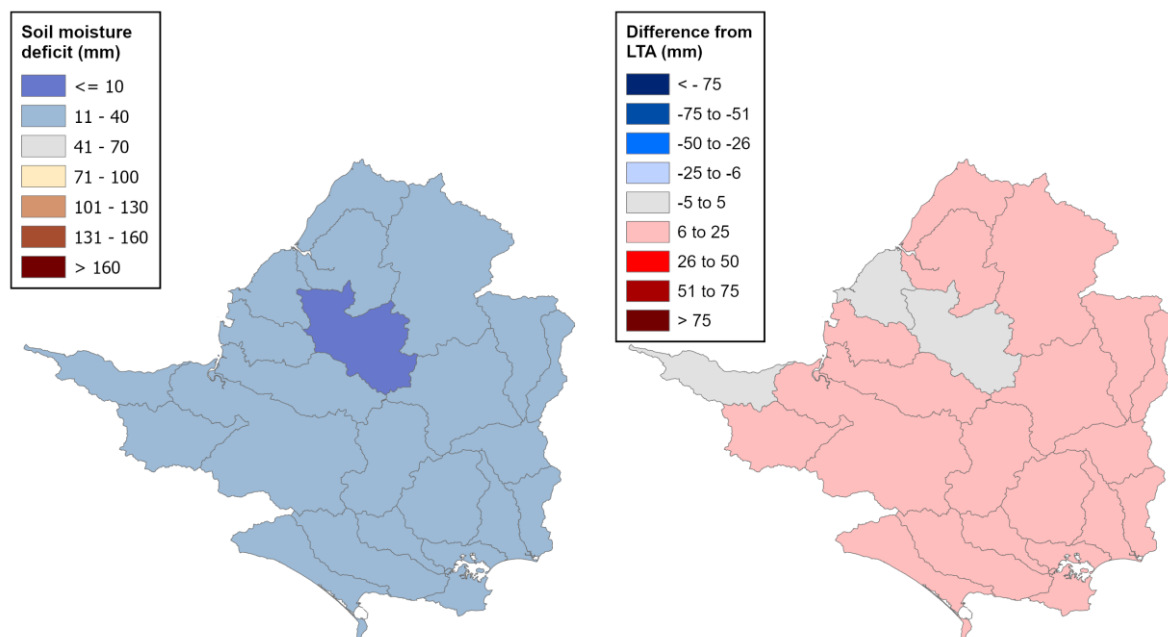 Soil moisture
deficit (mm)
<= 10
11 - 40
41 - 70
71 - 100
101 - 130
131 - 160
> 160
Difference from
LTA (mm)
< - 75
-75 to -51
-50 to -26
-25 to -6
-5 to 5
6 to 25
26 to 50
51 to 75
> 75